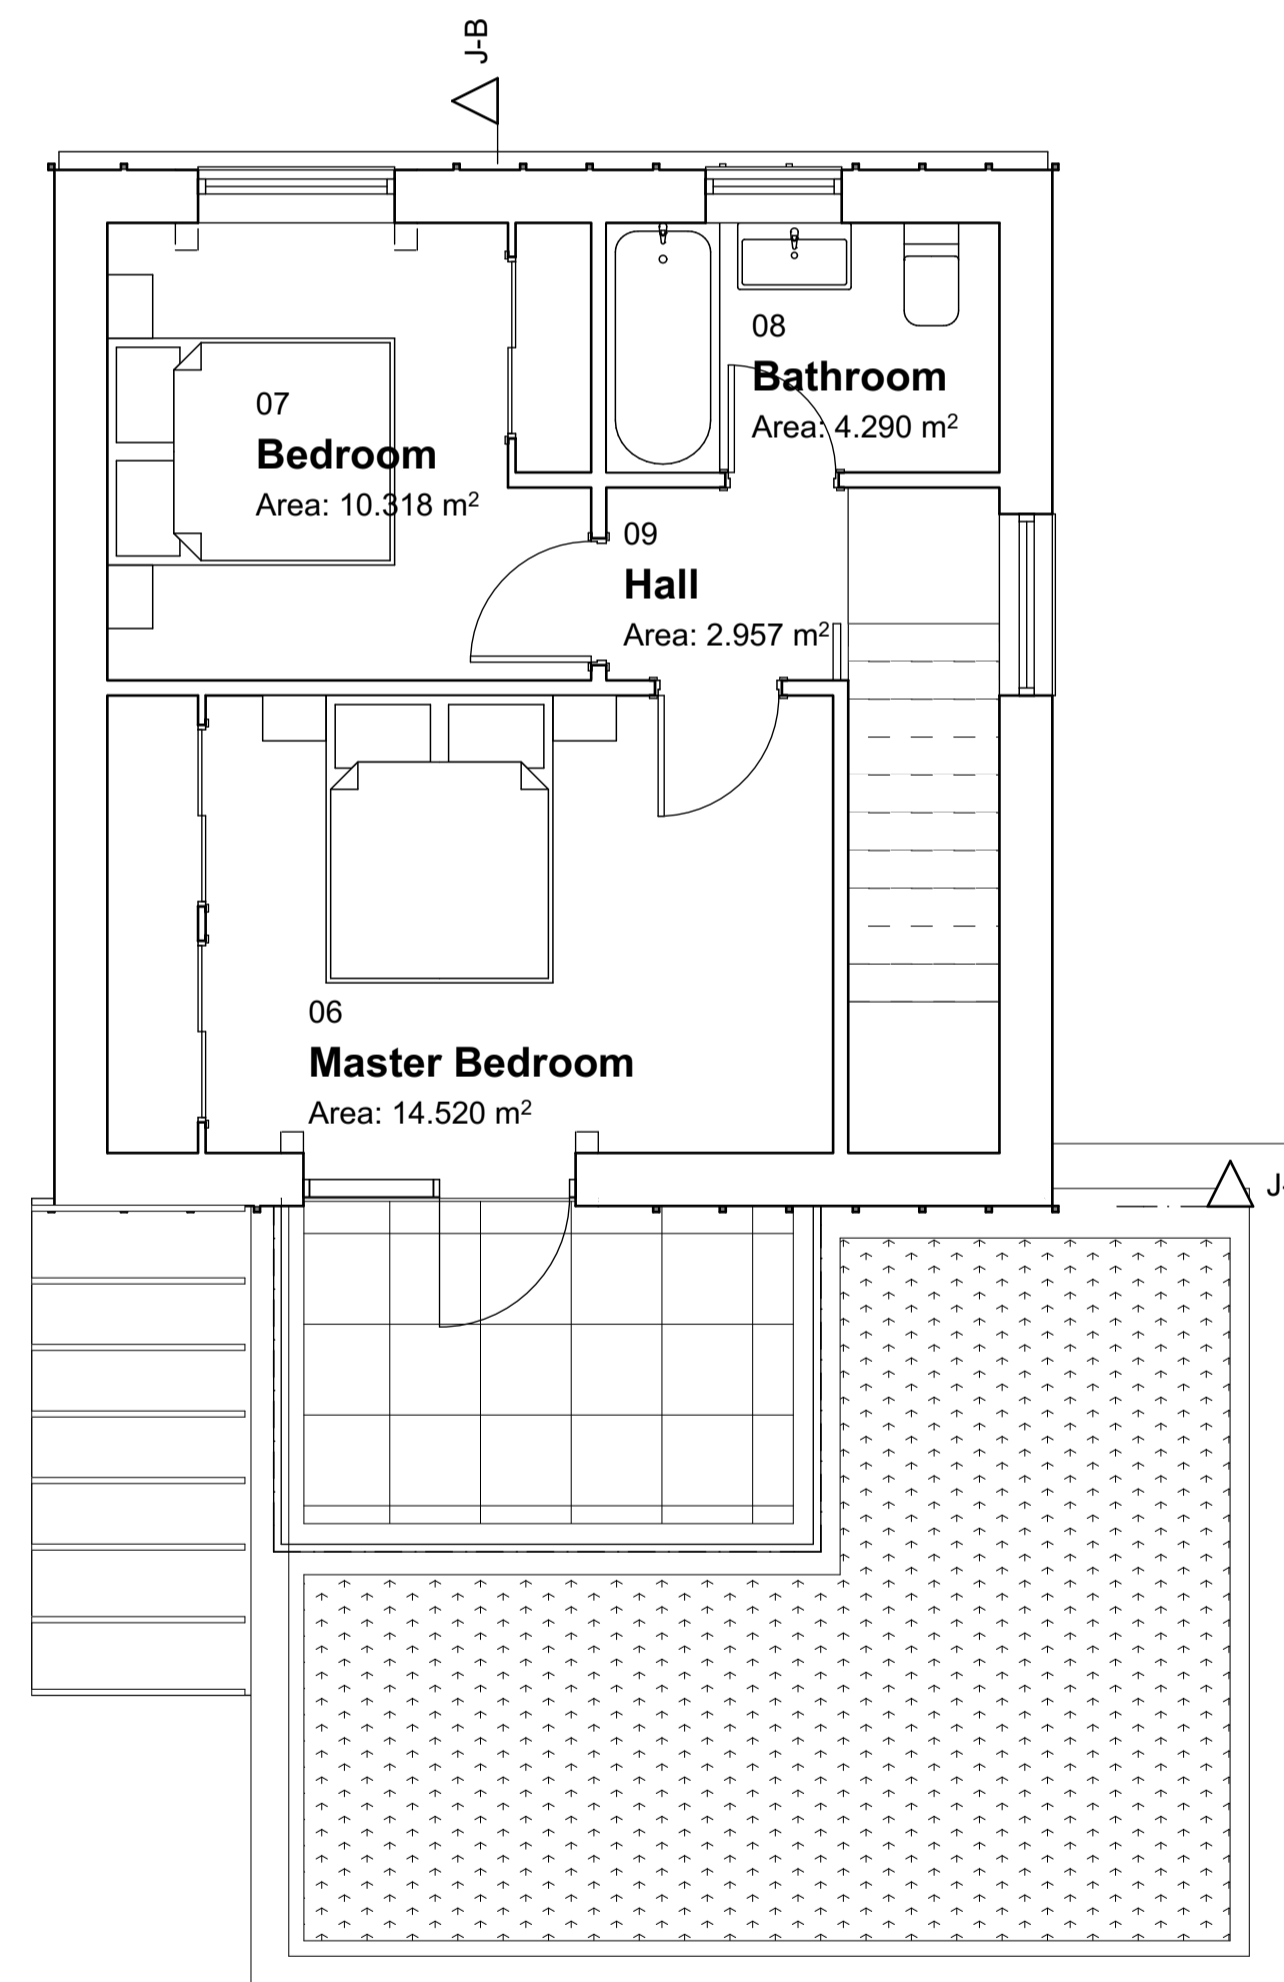 J-B
07
Bedroom
Area: 10.318 m²
08
Bathroom
Area: 4.290 m²
09
Hall
Area: 2.957 m²
06
Master Bedroom
Area: 14.520 m²
J-